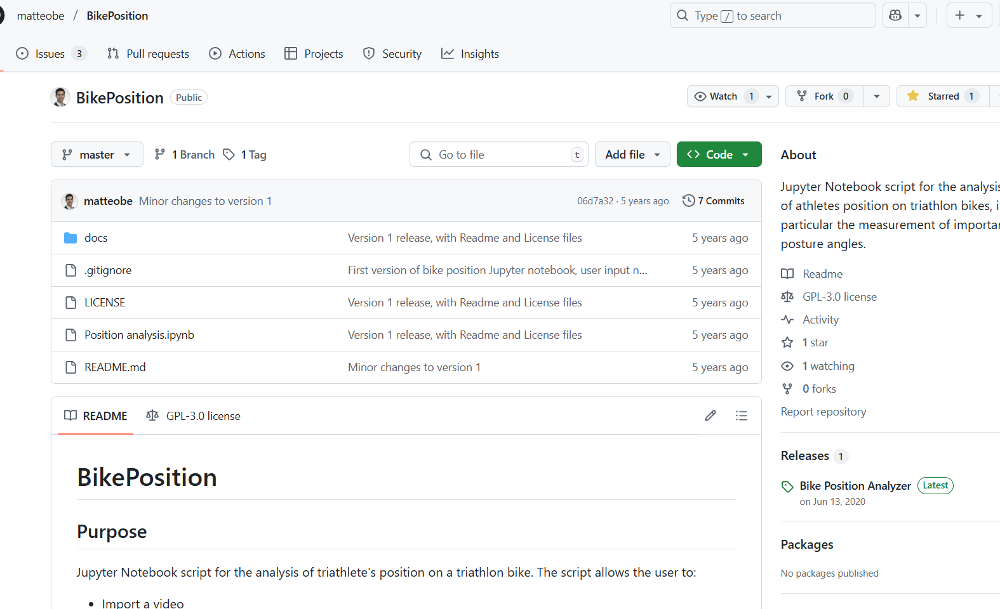 matteobe / BikePosition
Type / to search
Issues 3 Pull requests Actions Projects Security Insights
BikePosition Public
Watch 1 Fork 0 Starred 1
master 1 Branch 1 Tag
Go to file t
Add file
Code
matteobe Minor changes to version 1 06d7a32 · 5 years ago 7 Commits
docs Version 1 release, with Readme and License files 5 years ago
.gitignore First version of bike position Jupyter notebook, user input n... 5 years ago
LICENSE Version 1 release, with Readme and License files 5 years ago
Position analysis.ipynb Version 1 release, with Readme and License files 5 years ago
README.md Minor changes to version 1 5 years ago
README GPL-3.0 license
BikePosition
Purpose
Jupyter Notebook script for the analysis of triathlete's position on a triathlon bike. The script allows the user to:
• Import a video
About
Jupyter Notebook script for the analysis
of athletes position on triathlon bikes, i
particular the measurement of importa
posture angles.
Readme
GPL-3.0 license
Activity
1 star
1 watching
0 forks
Report repository
Releases 1
Bike Position Analyzer Latest
on Jun 13, 2020
Packages
No packages published